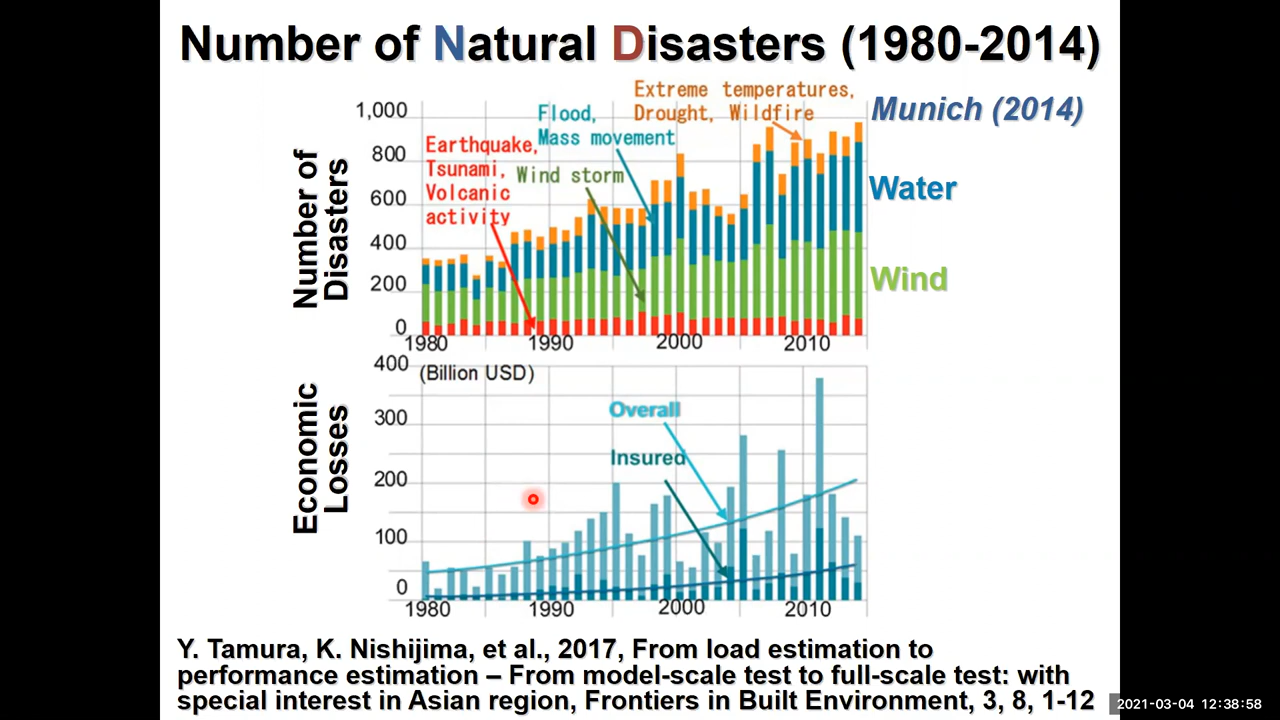 Number of Natural Disasters (1980-2014)
Extreme temperatures,
Drought, Wildfire
Munich (2014)
Flood,
Mass movement
Earthquake,
Tsunami,
Volcanic
activity
Wind storm
Water
Wind
Number of
Disasters
1,000
800
600
400
200
0
1980
1990
2000
2010
(Billion USD)
Overall
Insured
Economic
Losses
400
300
200
100
0
1980
1990
2000
2010
Y. Tamura, K. Nishijima, et al., 2017, From load estimation to
performance estimation – From model-scale test to full-scale test: with
special interest in Asian region, Frontiers in Built Environment, 3, 8, 1-12
2021-03-04 12:38:58